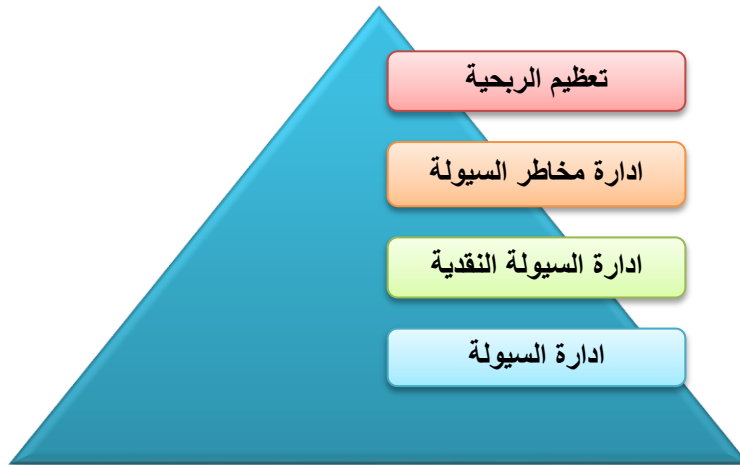 تعظيم الربحية
ادارة مخاطر السيولة
ادارة السيولة النقدية
ادارة السيولة